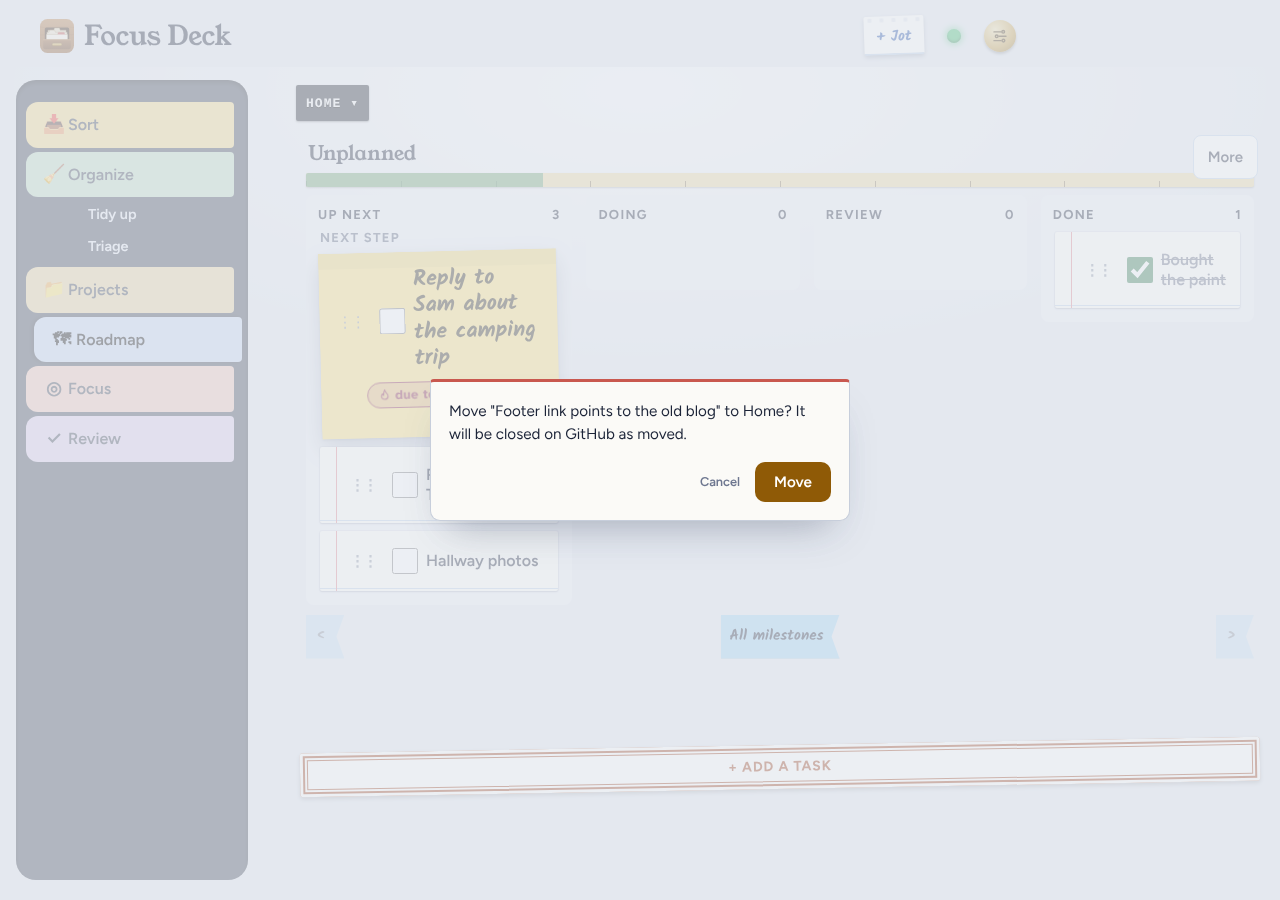 Focus Deck
+ Jot
📥 Sort
🧹 Organize
Tidy up
Triage
📁 Projects
🗺 Roadmap
Focus
Review
HOME ▾
Unplanned
More
UP NEXT 3
NEXT STEP
Reply to
Sam about
the camping
trip
DOING 0
REVIEW 0
DONE 1
Bought
the paint
Move "Footer link points to the old blog" to Home? It
will be closed on GitHub as moved.
Cancel
Move
Hallway photos
<
All milestones
>
+ ADD A TASK